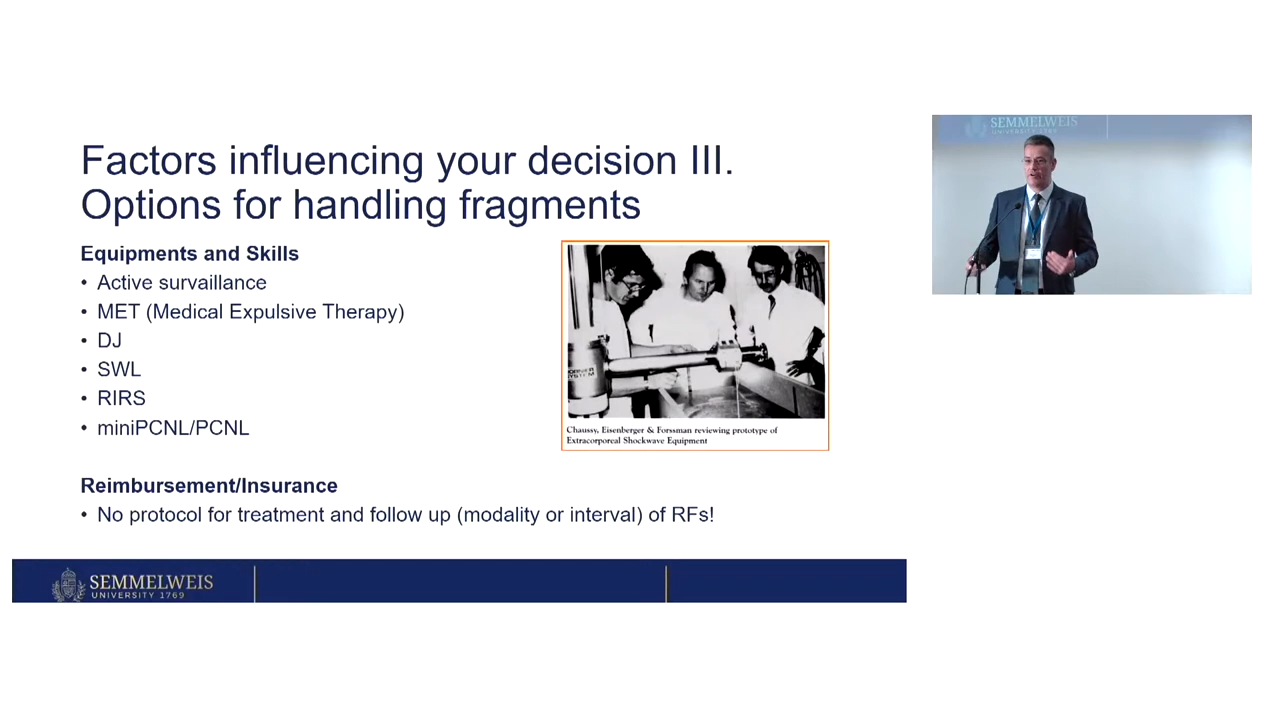 Factors influencing your decision III.
Options for handling fragments
Equipments and Skills
• Active survaillance
• MET (Medical Expulsive Therapy)
• DJ
• SWL
• RIRS
• miniPCNL/PCNL
Chaussy, Eisenberger & Forssman reviewing prototype of
Extracorporeal Shockwave Equipment
Reimbursement/Insurance
• No protocol for treatment and follow up (modality or interval) of RFs!
SEMMELWEIS
UNIVERSITY 1769
SEMMELWEIS
UNIVERSITY 1769